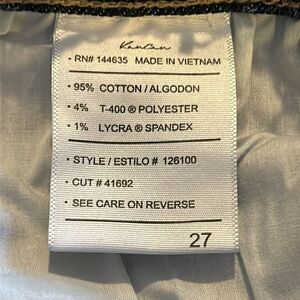 KanCan
• RN# 144635 MADE IN VIETNAM
• 95% COTTON / ALGODON
• 4% T-400 ® POLYESTER
• 1% LYCRA ® SPANDEX
• STYLE / ESTILO # 126100
• CUT # 41692
• SEE CARE ON REVERSE
27